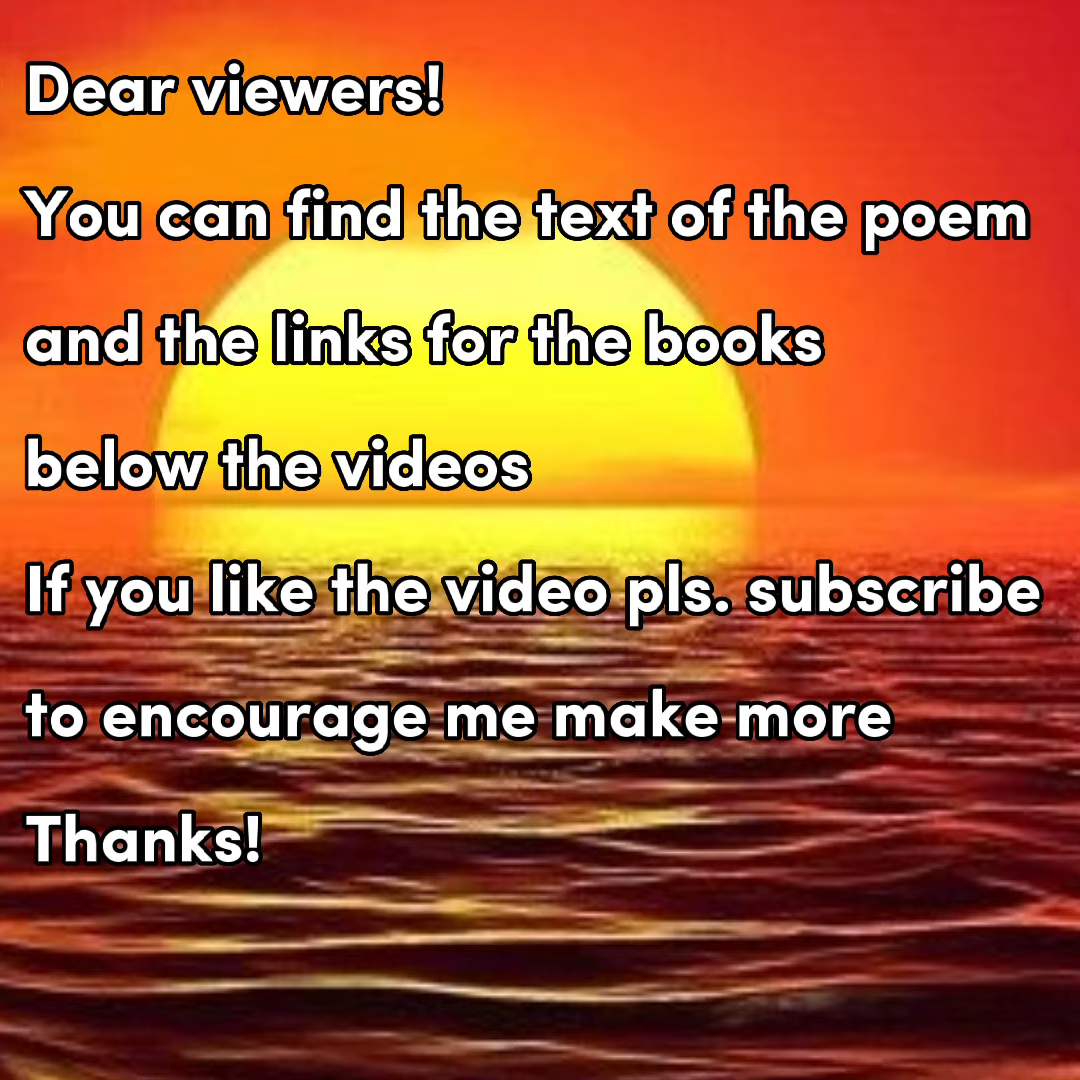 Dear viewers!
You can find the text of the poem
and the links for the books
below the videos
If you like the video pls. subscribe
to encourage me make more
Thanks!